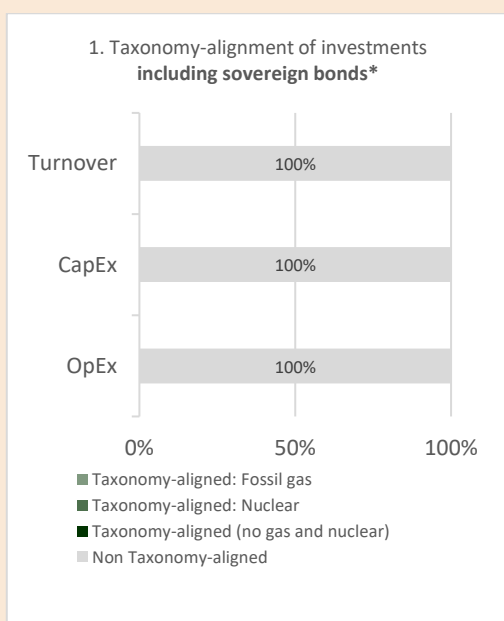 1. Taxonomy-alignment of investments
including sovereign bonds*
Turnover
100%
CapEx
100%
OpEx
100%
0%
50%
100%
Taxonomy-aligned: Fossil gas
Taxonomy-aligned: Nuclear
Taxonomy-aligned (no gas and nuclear)
Non Taxonomy-aligned